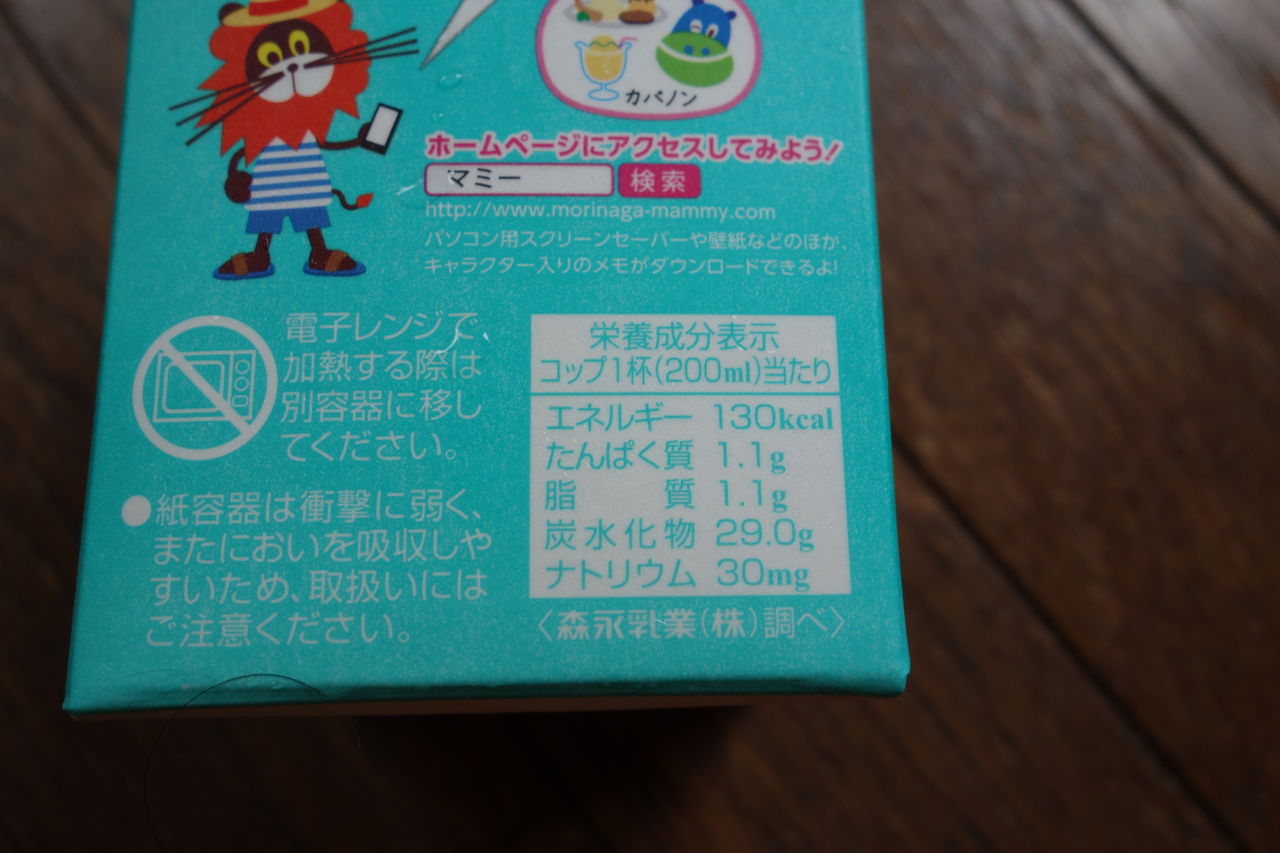 カバノン
ホームページにアクセスしてみよう!
マミー 検索
http://www.morinaga-mammy.com
パソコン用スクリーンセーバーや壁紙などのほか、
キャラクター入りのメモがダウンロードできるよ!
電子レンジで
加熱する際は
別容器に移し
てください。
●紙容器は衝撃に弱く、
またにおいを吸収しや
すいため、取扱いには
ご注意ください。
栄養成分表示
コップ1杯(200ml)当たり
エネルギー 130kcal
たんぱく質 1.1g
脂質 1.1g
炭水化物 29.0g
ナトリウム 30mg
〈森永乳業(株)調べ〉